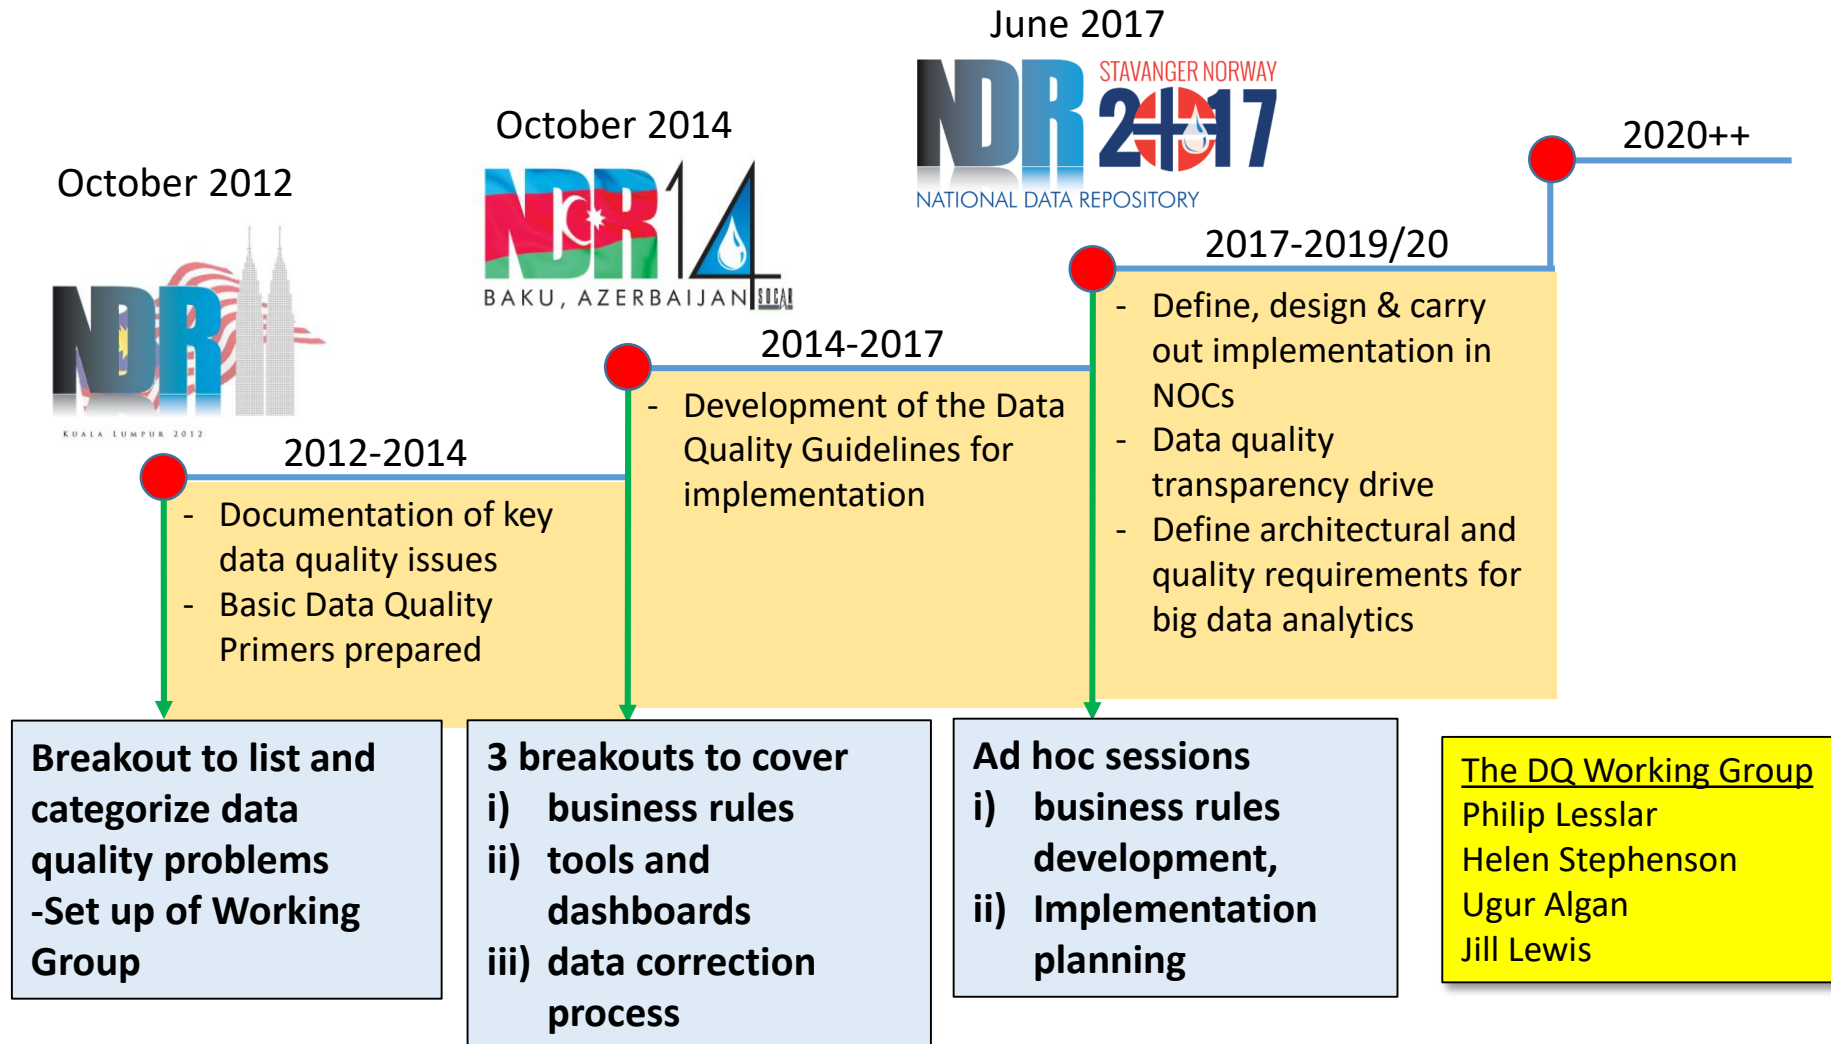 October 2012
NDR
KUALA LUMPUR 2012
October 2014
NDR14
BAKU, AZERBAIJAN SOCAR
June 2017
NDR
STAVANGER NORWAY
2017
NATIONAL DATA REPOSITORY
2012-2014
- Documentation of key
data quality issues
- Basic Data Quality
Primers prepared
2014-2017
- Development of the Data
Quality Guidelines for
implementation
2017-2019/20
- Define, design & carry
out implementation in
NOCs
- Data quality
transparency drive
- Define architectural and
quality requirements for
big data analytics
2020++
Breakout to list and
categorize data
quality problems
-Set up of Working
Group
3 breakouts to cover
i) business rules
ii) tools and
dashboards
iii) data correction
process
Ad hoc sessions
i) business rules
development,
ii) Implementation
planning
The DQ Working Group
Philip Lesslar
Helen Stephenson
Ugur Algan
Jill Lewis